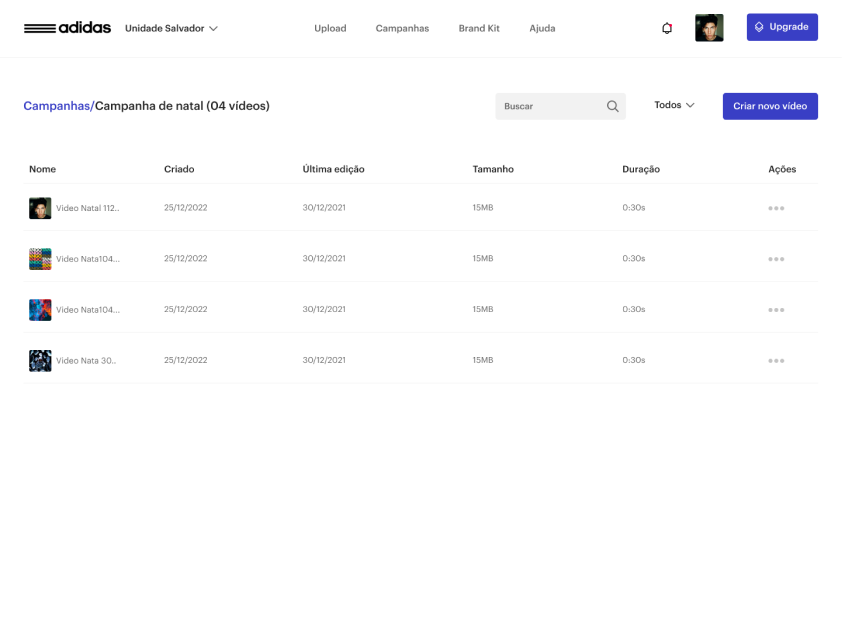 adidas Unidade Salvador Upload Campanhas Brand Kit Ajuda Upgrade
Campanhas/Campanha de natal (04 vídeos) Buscar Todos Criar novo vídeo
Nome Criado Última edição Tamanho Duração Ações
Video Natal 112.. 25/12/2022 30/12/2021 15MB 0:30s
Video Nata104... 25/12/2022 30/12/2021 15MB 0:30s
Video Nata104... 25/12/2022 30/12/2021 15MB 0:30s
Video Nata 30.. 25/12/2022 30/12/2021 15MB 0:30s